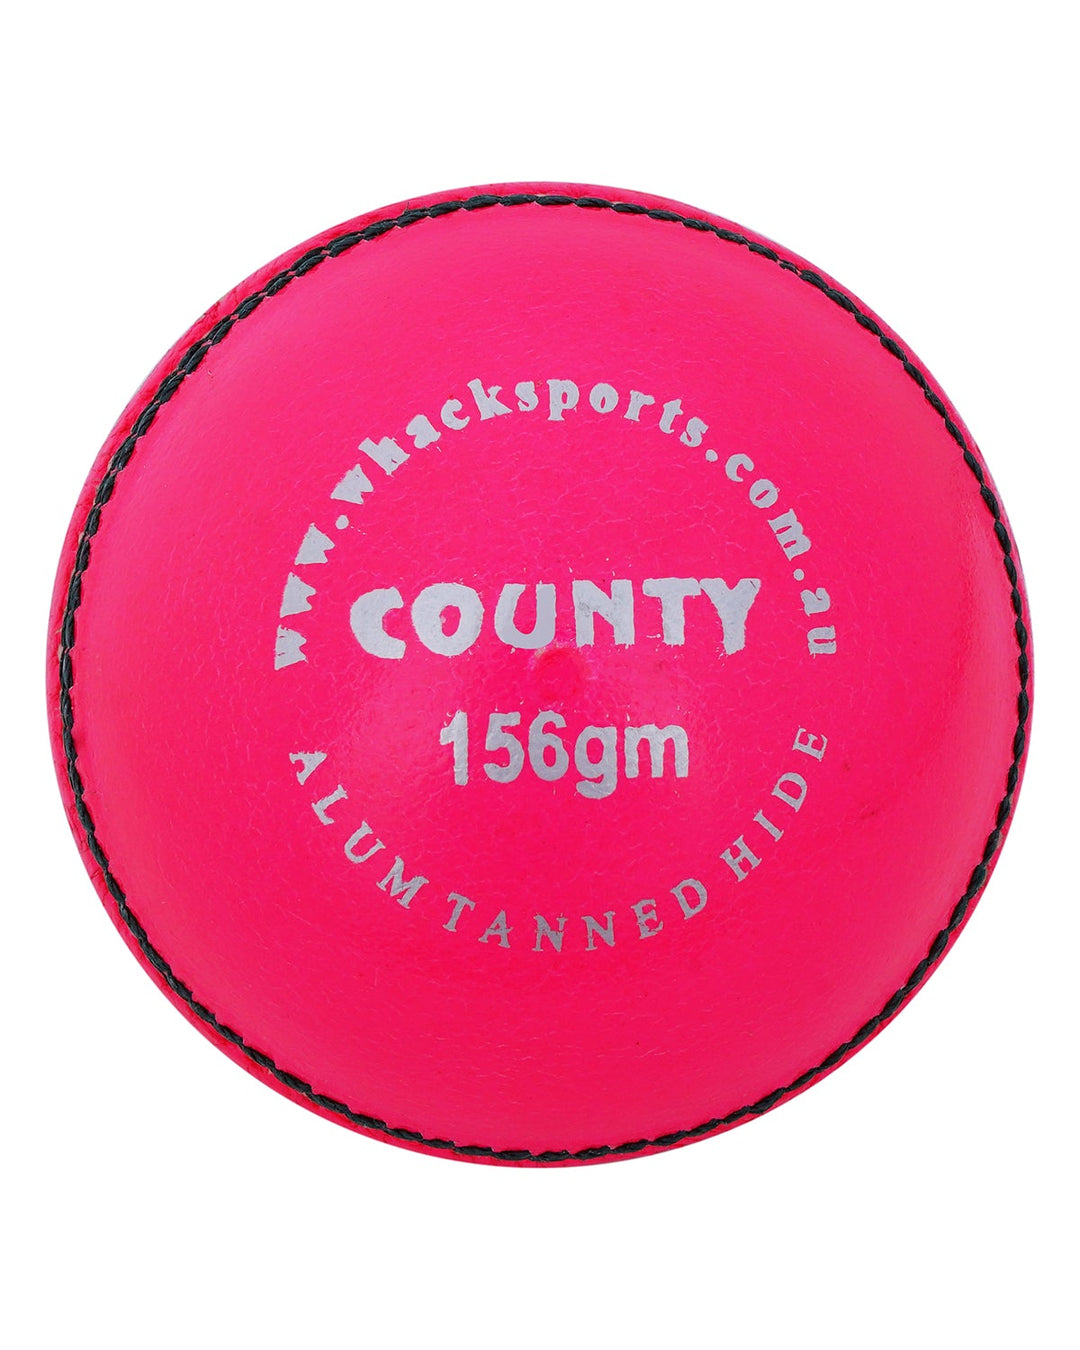 www.whacksports.com.au
COUNTY
156gm
ALUM TANNED HIDE